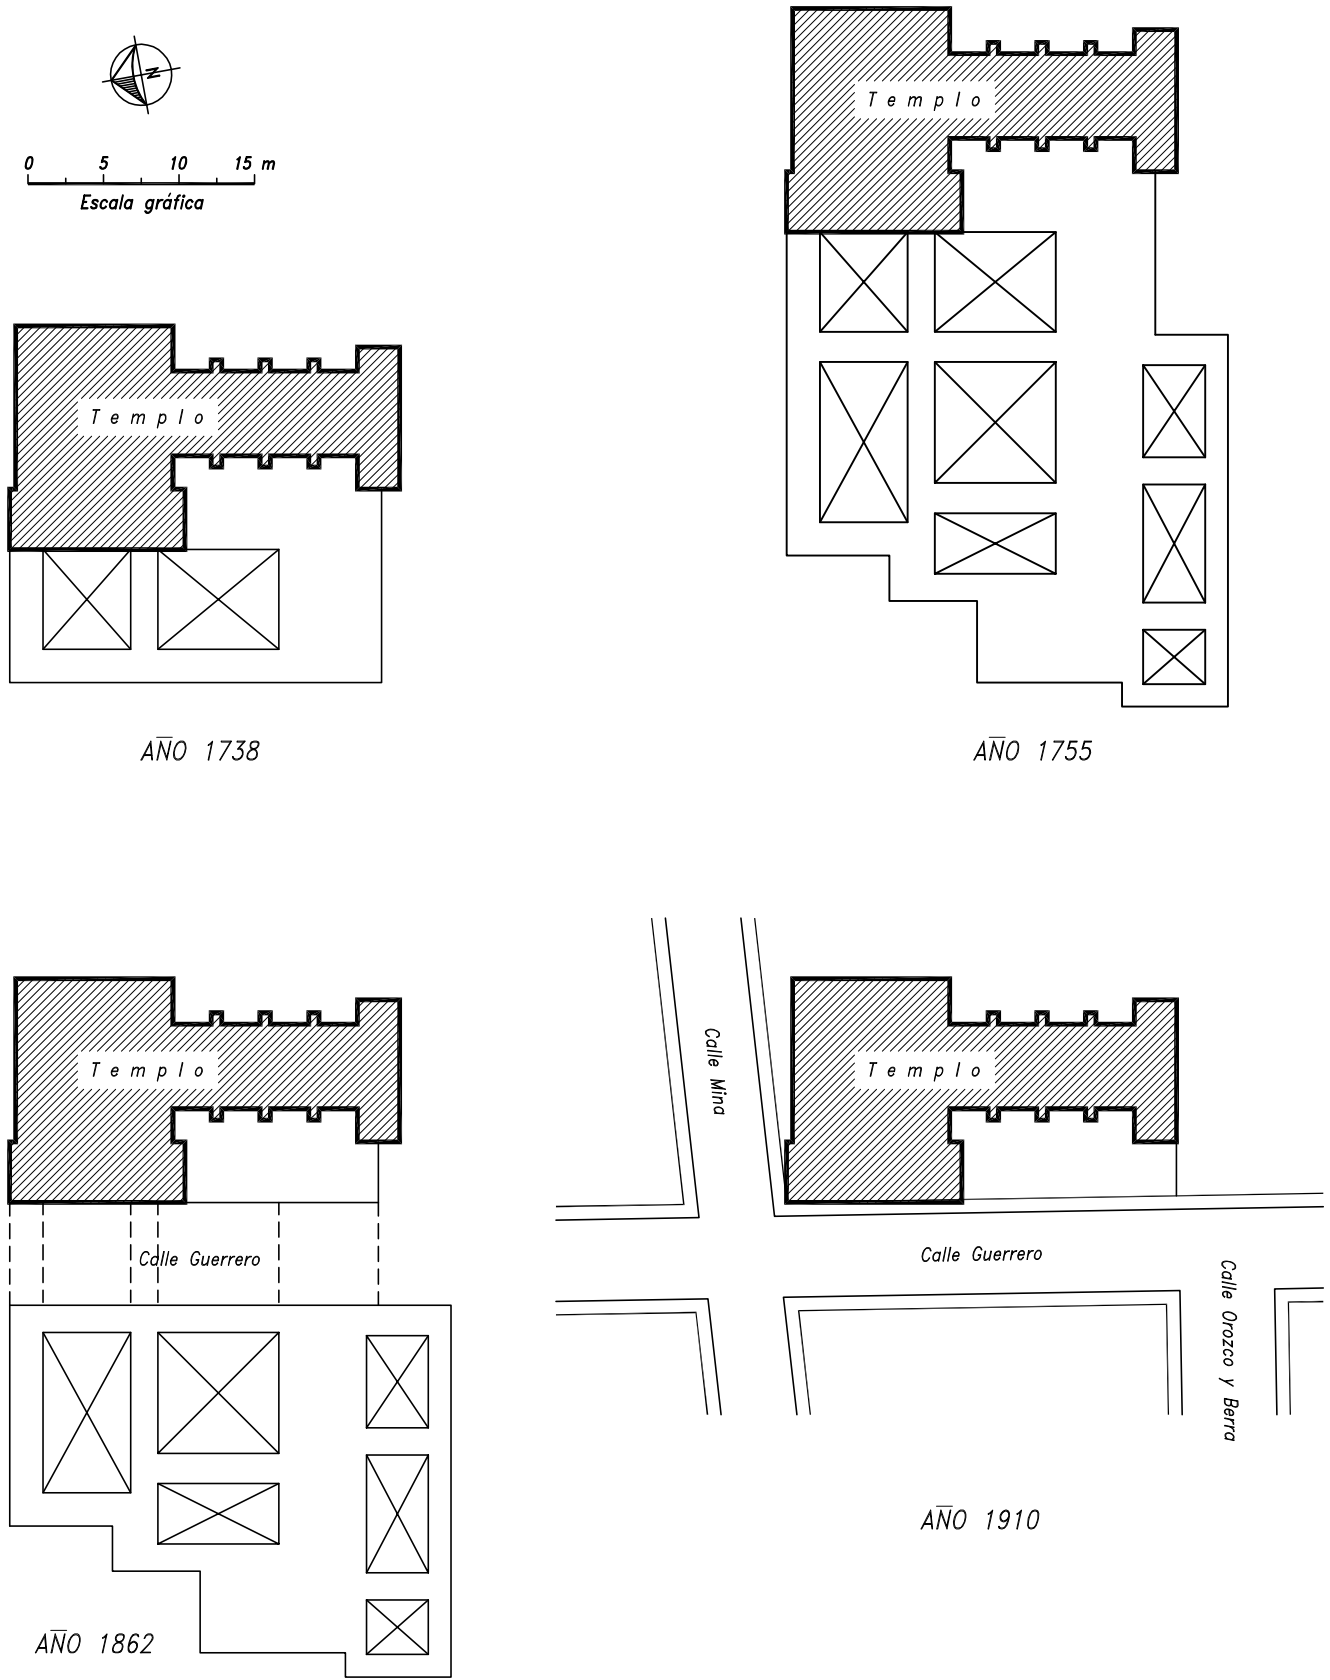 N
0 5 10 15 m
Escala gráfica
Templo
AÑO 1738
Templo
AÑO 1755
Templo
Calle Guerrero
AÑO 1862
Calle Mina
Templo
Calle Guerrero
Calle Orozco y Berra
AÑO 1910